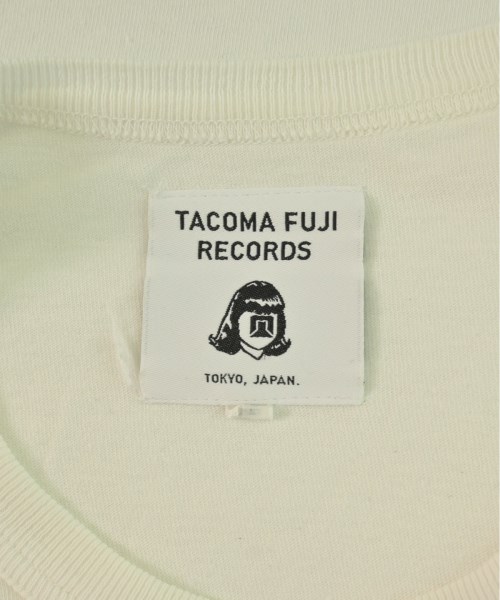 TACOMA FUJI
RECORDS
TOKYO, JAPAN.